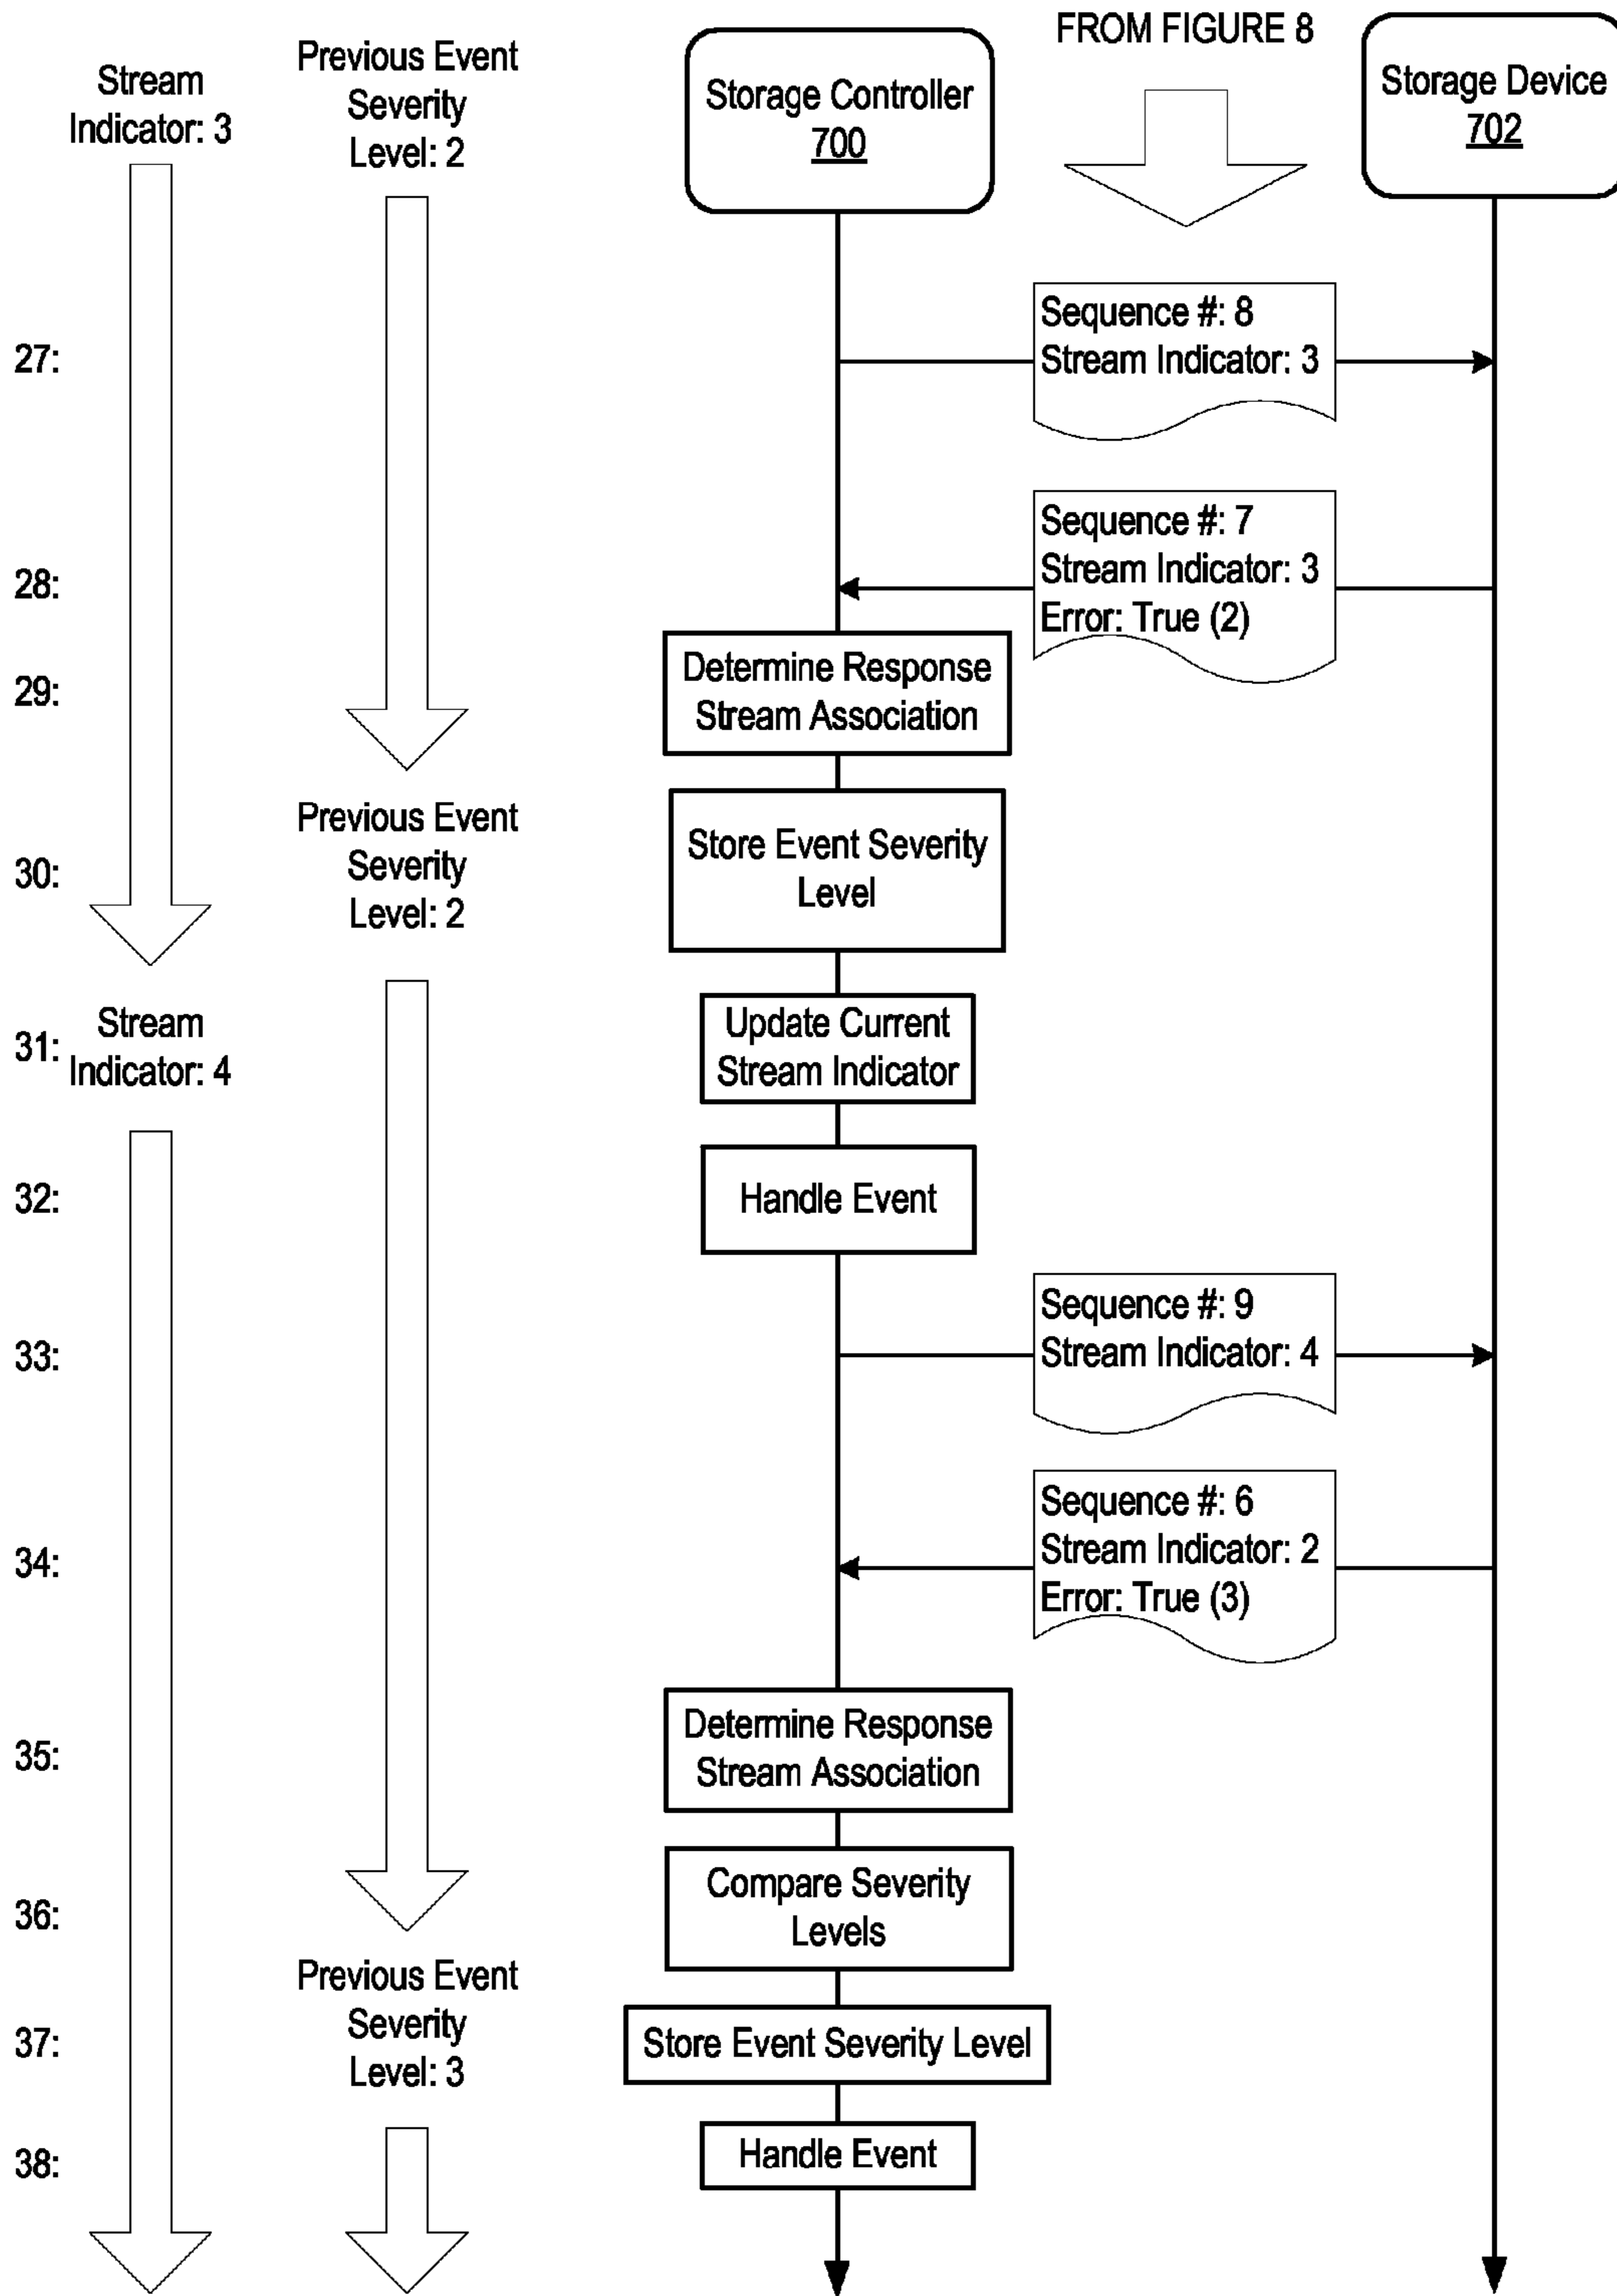 FROM FIGURE 8
Stream
Indicator: 3
Previous Event
Severity
Level: 2
Storage Controller
700
Storage Device
702
27:
Sequence #: 8
Stream Indicator: 3
28:
Sequence #: 7
Stream Indicator: 3
Error: True (2)
29:
Determine Response
Stream Association
30:
Previous Event
Severity
Level: 2
Store Event Severity
Level
31:
Stream
Indicator: 4
Update Current
Stream Indicator
32:
Handle Event
33:
Sequence #: 9
Stream Indicator: 4
34:
Sequence #: 6
Stream Indicator: 2
Error: True (3)
35:
Determine Response
Stream Association
36:
Compare Severity
Levels
37:
Previous Event
Severity
Level: 3
Store Event Severity Level
38:
Handle Event